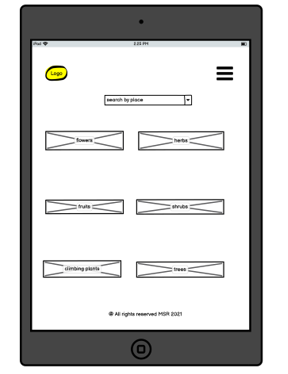 iPad 3:35 PM
Logo
search by place
flowers herbs
fruits shrubs
climbing plants trees
@ All rights reserved MSR 2021